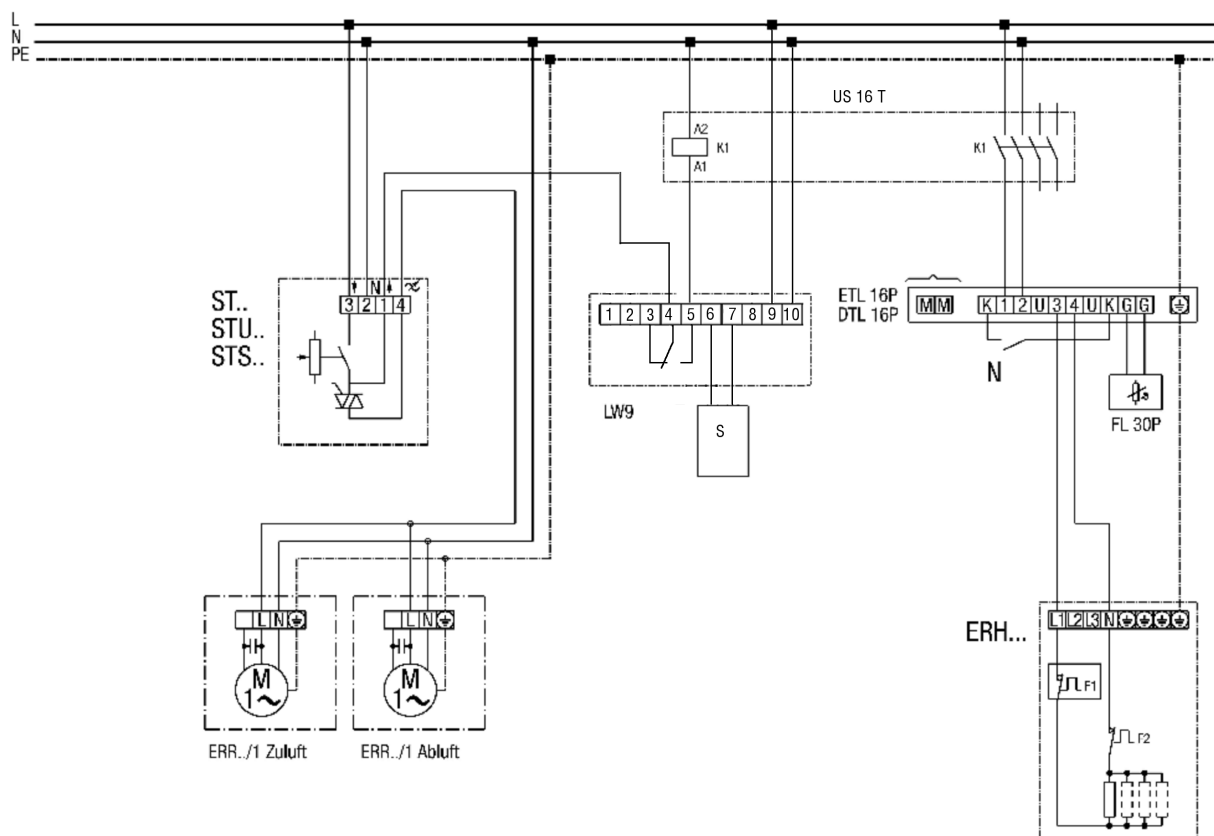 L
N
PE
US 16 T
A2
K1
A1
K1
ST..
STU..
STS..
N
3 2 1 4
1 2 3 4 5 6 7 8 9 10
LW9
S
ETL 16P
DTL 16P
M M
K 1 2 U 3 4 U K G G
N
FL 30P
L N
M
1~
ERR../1 Zuluft
L N
M
1~
ERR../1 Abluft
ERH...
L1 L2 L3 N
F1
F2